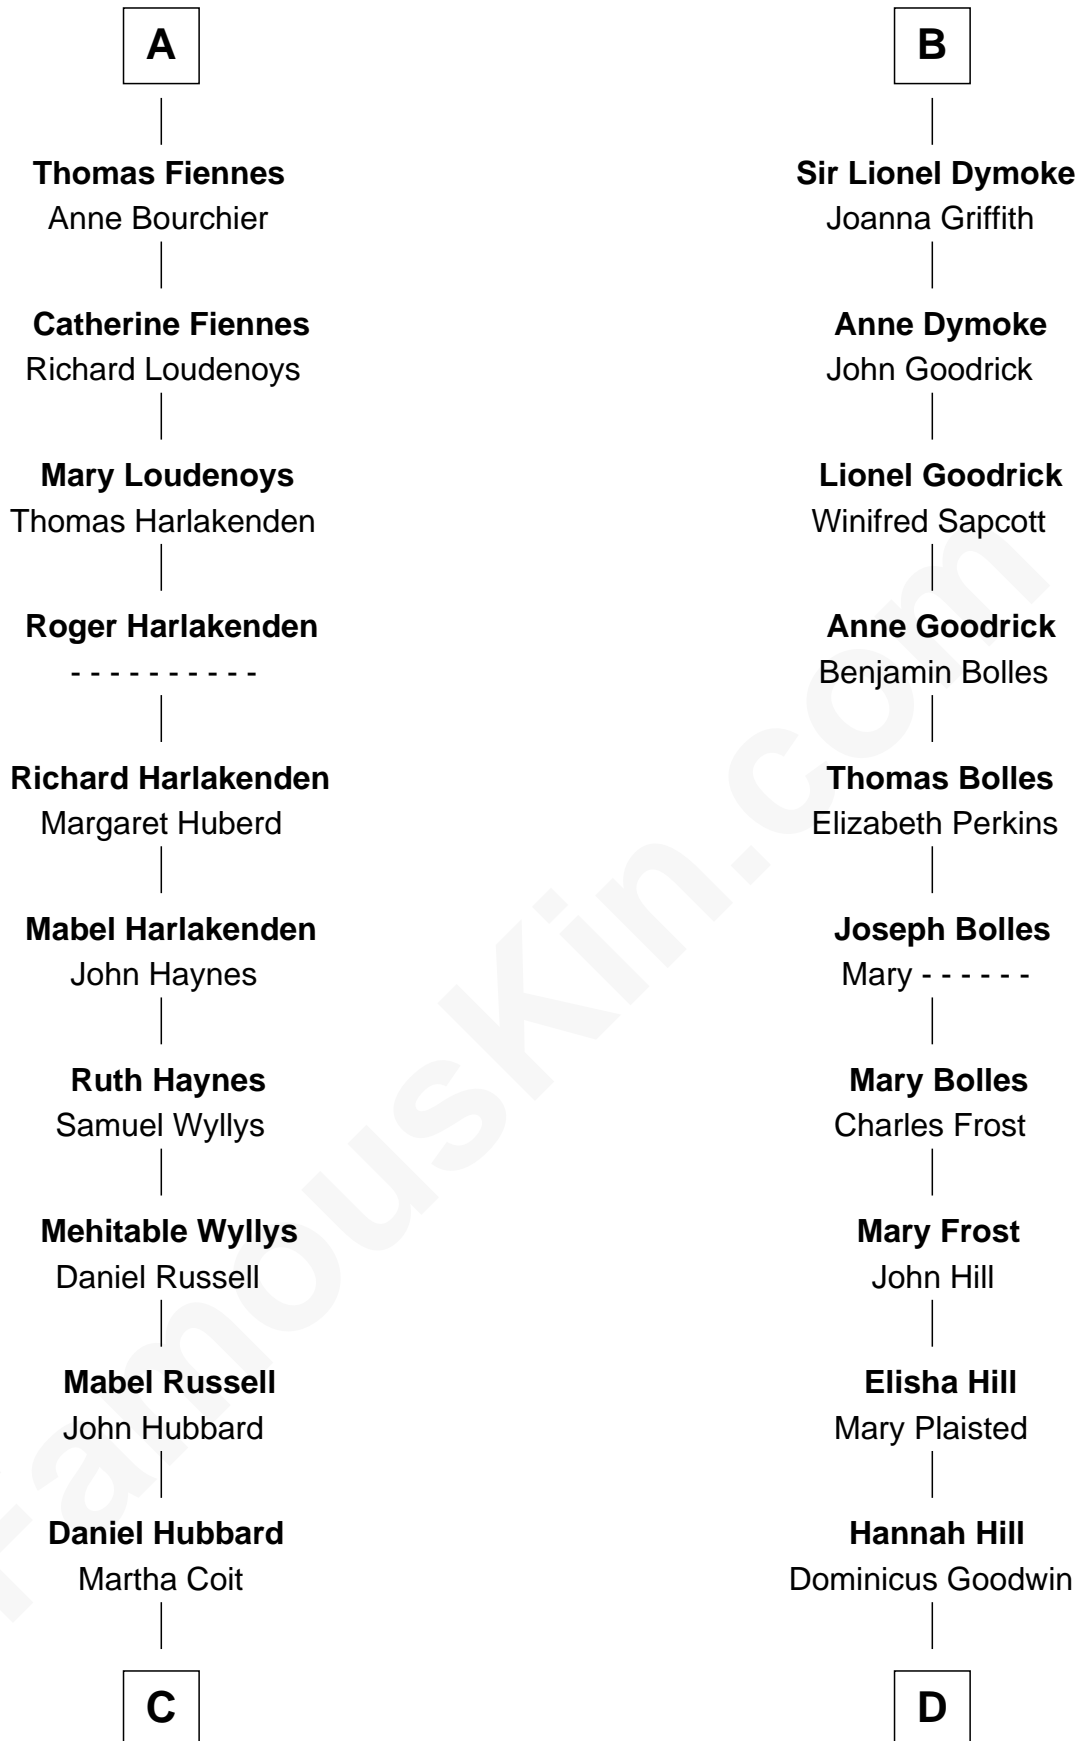 A
Thomas Fiennes
Anne Bourchier
Catherine Fiennes
Richard Loudenoys
Mary Loudenoys
Thomas Harlakenden
Roger Harlakenden
- - - - - - - - - -
Richard Harlakenden
Margaret Huberd
Mabel Harlakenden
John Haynes
Ruth Haynes
Samuel Wyllys
Mehitable Wyllys
Daniel Russell
Mabel Russell
John Hubbard
Daniel Hubbard
Martha Coit
C
B
Sir Lionel Dymoke
Joanna Griffith
Anne Dymoke
John Goodrick
Lionel Goodrick
Winifred Sapcott
Anne Goodrick
Benjamin Bolles
Thomas Bolles
Elizabeth Perkins
Joseph Bolles
Mary - - - - - -
Mary Bolles
Charles Frost
Mary Frost
John Hill
Elisha Hill
Mary Plaisted
Hannah Hill
Dominicus Goodwin
D
FamousKin.com